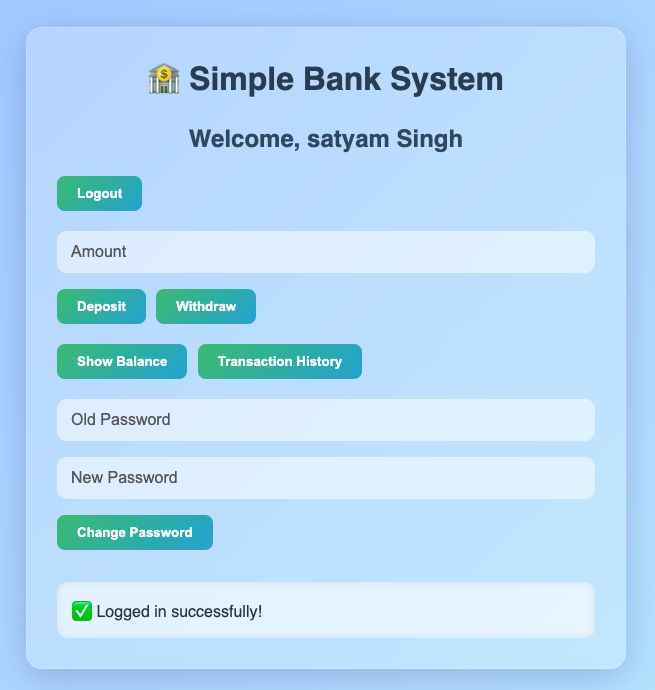 Simple Bank System
Welcome, satyam Singh
Logout
Amount
Deposit Withdraw
Show Balance Transaction History
Old Password
New Password
Change Password
✅ Logged in successfully!